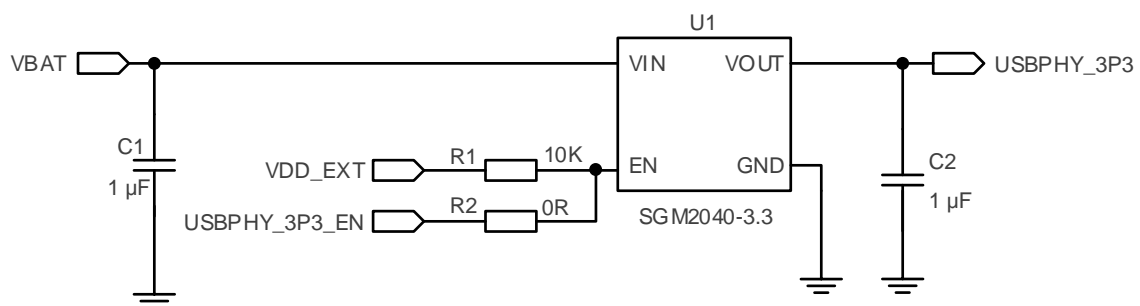 U1
VBAT
VIN
VOUT
USBPHY_3P3
C1
1 µF
VDD_EXT
R1
10K
EN
GND
C2
1 µF
USBPHY_3P3_EN
R2
0R
SGM2040-3.3